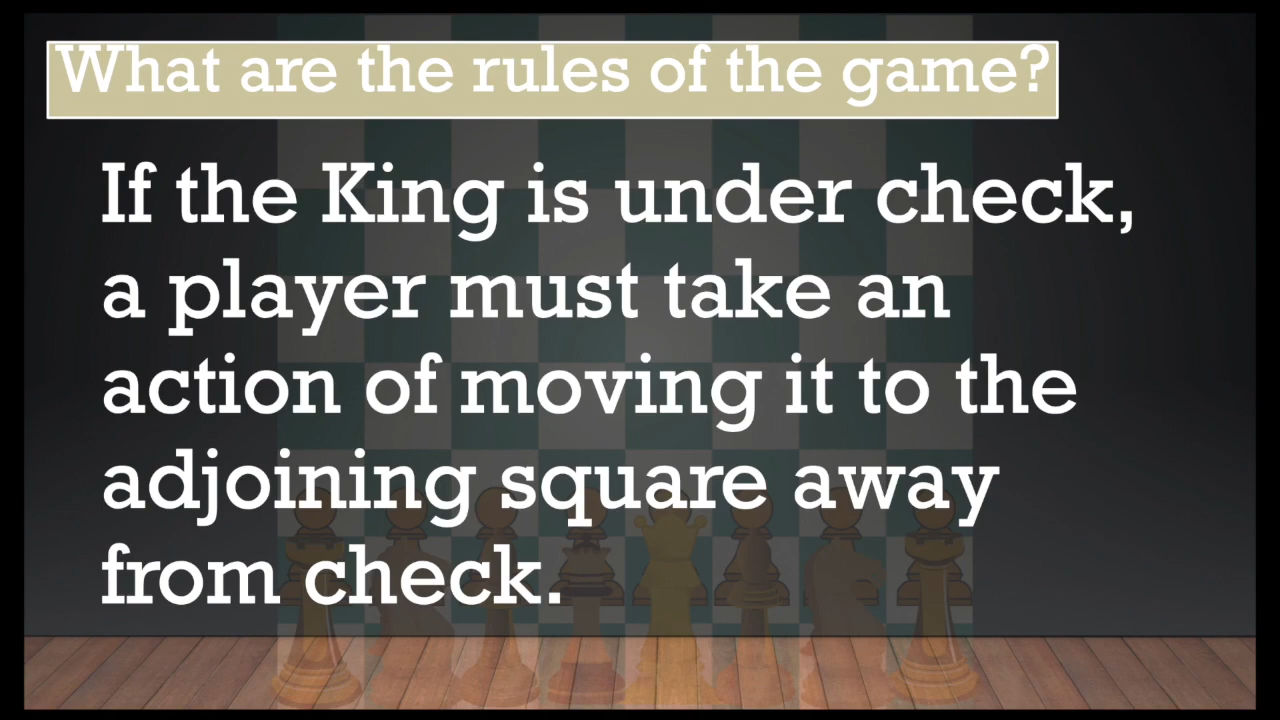 What are the rules of the game?
If the King is under check,
a player must take an
action of moving it to the
adjoining square away
from check.